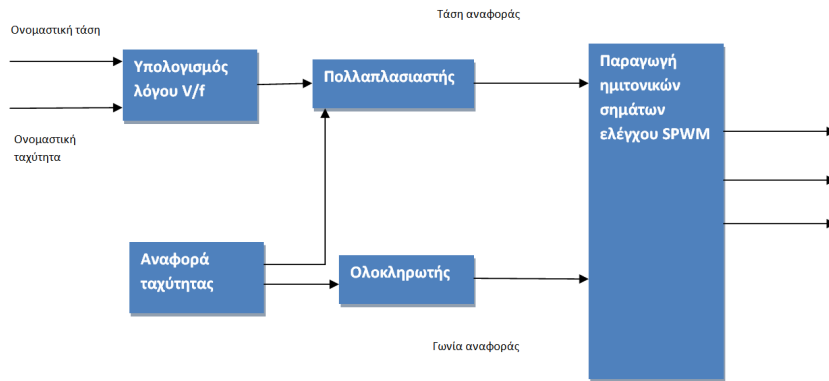 Τάση αναφοράς
Ονομαστική τάση
Υπολογισμός
λόγου V/f
Πολλαπλασιαστής
Παραγωγή
ημιτονικών
σημάτων
ελέγχου SPWM
Ονομαστική
ταχύτητα
Αναφορά
ταχύτητας
Ολοκληρωτής
Γωνία αναφοράς